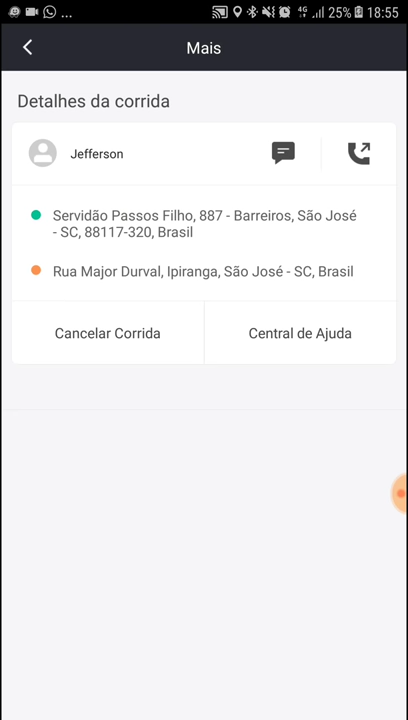 ... 4G 25% 18:55
Mais
Detalhes da corrida
Jefferson
Servidão Passos Filho, 887 - Barreiros, São José
- SC, 88117-320, Brasil
Rua Major Durval, Ipiranga, São José - SC, Brasil
Cancelar Corrida
Central de Ajuda